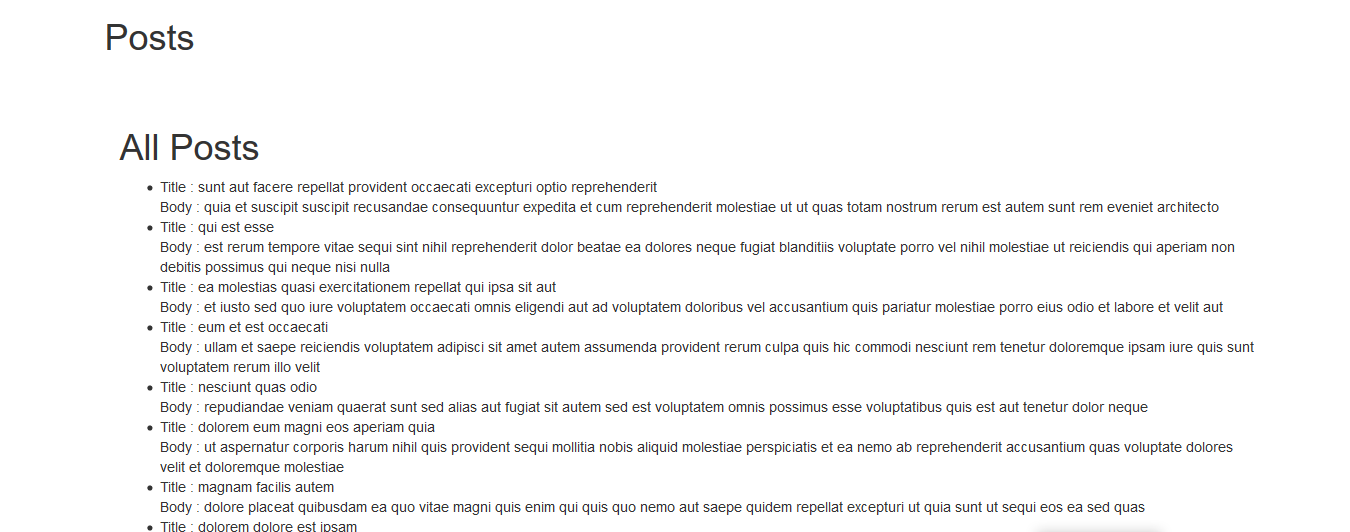 Posts
All Posts
Title : sunt aut facere repellat provident occaecati excepturi optio reprehenderit
Body : quia et suscipit suscipit recusandae consequuntur expedita et cum reprehenderit molestiae ut ut quas totam nostrum rerum est autem sunt rem eveniet architecto
Title : qui est esse
Body : est rerum tempore vitae sequi sint nihil reprehenderit dolor beatae ea dolores neque fugiat blanditiis voluptate porro vel nihil molestiae ut reiciendis qui aperiam non
debitis possimus qui neque nisi nulla
Title : ea molestias quasi exercitationem repellat qui ipsa sit aut
Body : et iusto sed quo iure voluptatem occaecati omnis eligendi aut ad voluptatem doloribus vel accusantium quis pariatur molestiae porro eius odio et labore et velit aut
Title : eum et est occaecati
Body : ullam et saepe reiciendis voluptatem adipisci sit amet autem assumenda provident rerum culpa quis hic commodi nesciunt rem tenetur doloremque ipsam iure quis sunt
voluptatem rerum illo velit
Title : nesciunt quas odio
Body : repudiandae veniam quaerat sunt sed alias aut fugiat sit autem sed est voluptatem omnis possimus esse voluptatibus quis est aut tenetur dolor neque
Title : dolorem eum magni eos aperiam quia
Body : ut aspernatur corporis harum nihil quis provident sequi mollitia nobis aliquid molestiae perspiciatis et ea nemo ab reprehenderit accusantium quas voluptate dolores
velit et doloremque molestiae
Title : magnam facilis autem
Body : dolore placeat quibusdam ea quo vitae magni quis enim qui quis quo nemo aut saepe quidem repellat excepturi ut quia sunt ut sequi eos ea sed quas
Title : dolorem dolore est ipsam